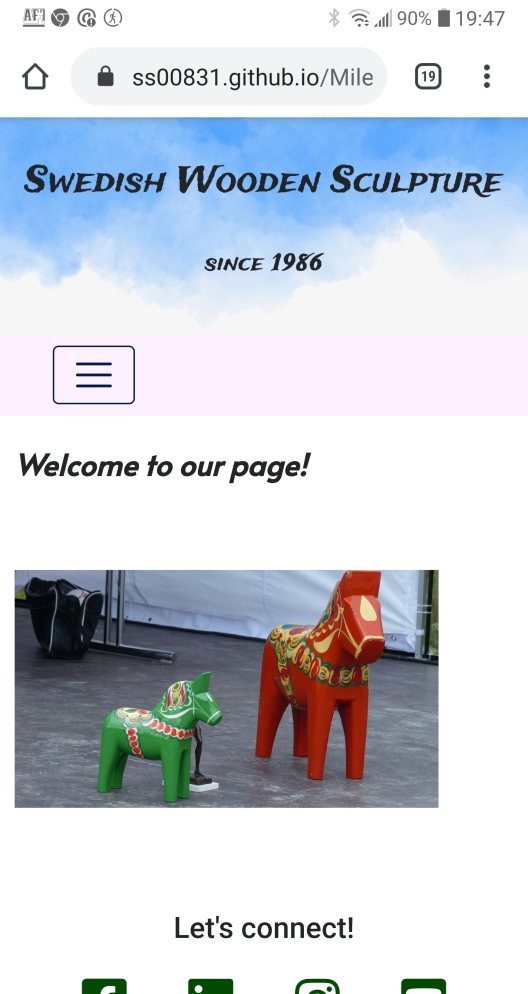 90% 19:47
ss00831.github.io/Mile
19
Swedish Wooden Sculpture
since 1986
Welcome to our page!
Let's connect!